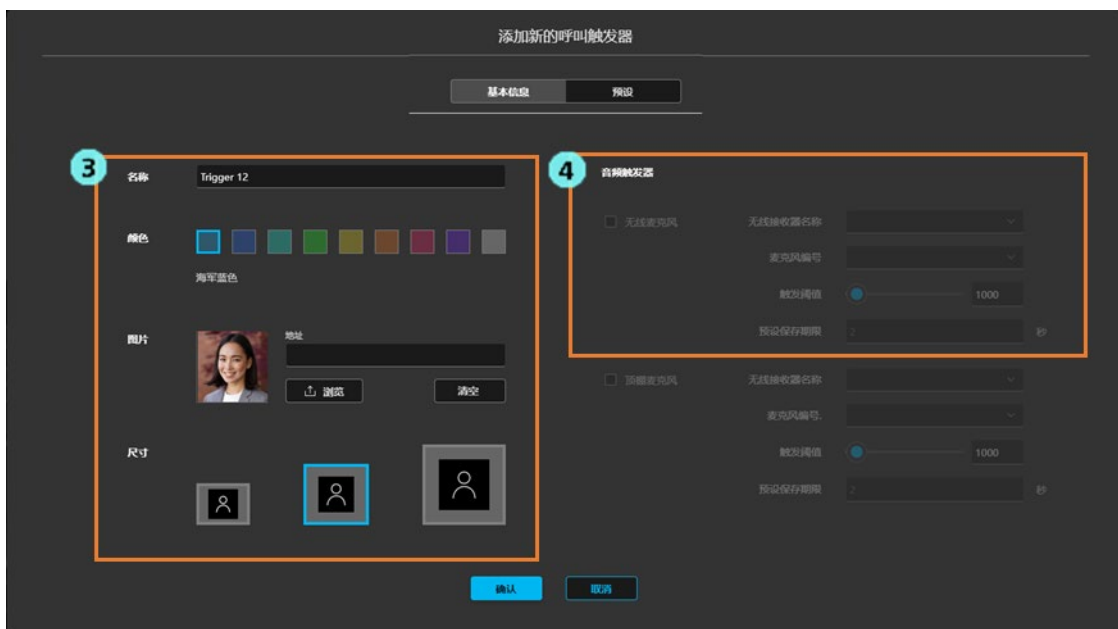 添加新的呼叫触发器
基本信息 预设
3
名称 Trigger 12
颜色
海军蓝色
图片 地址
浏览 清空
尺寸
4 音频触发器
无线麦克风 无线接收器名称
麦克风编号
触发阈值 1000
预设保存期限 2 秒
顶棚麦克风 无线接收器名称
麦克风编号.
触发阈值 1000
预设保存期限 2 秒
确认 取消